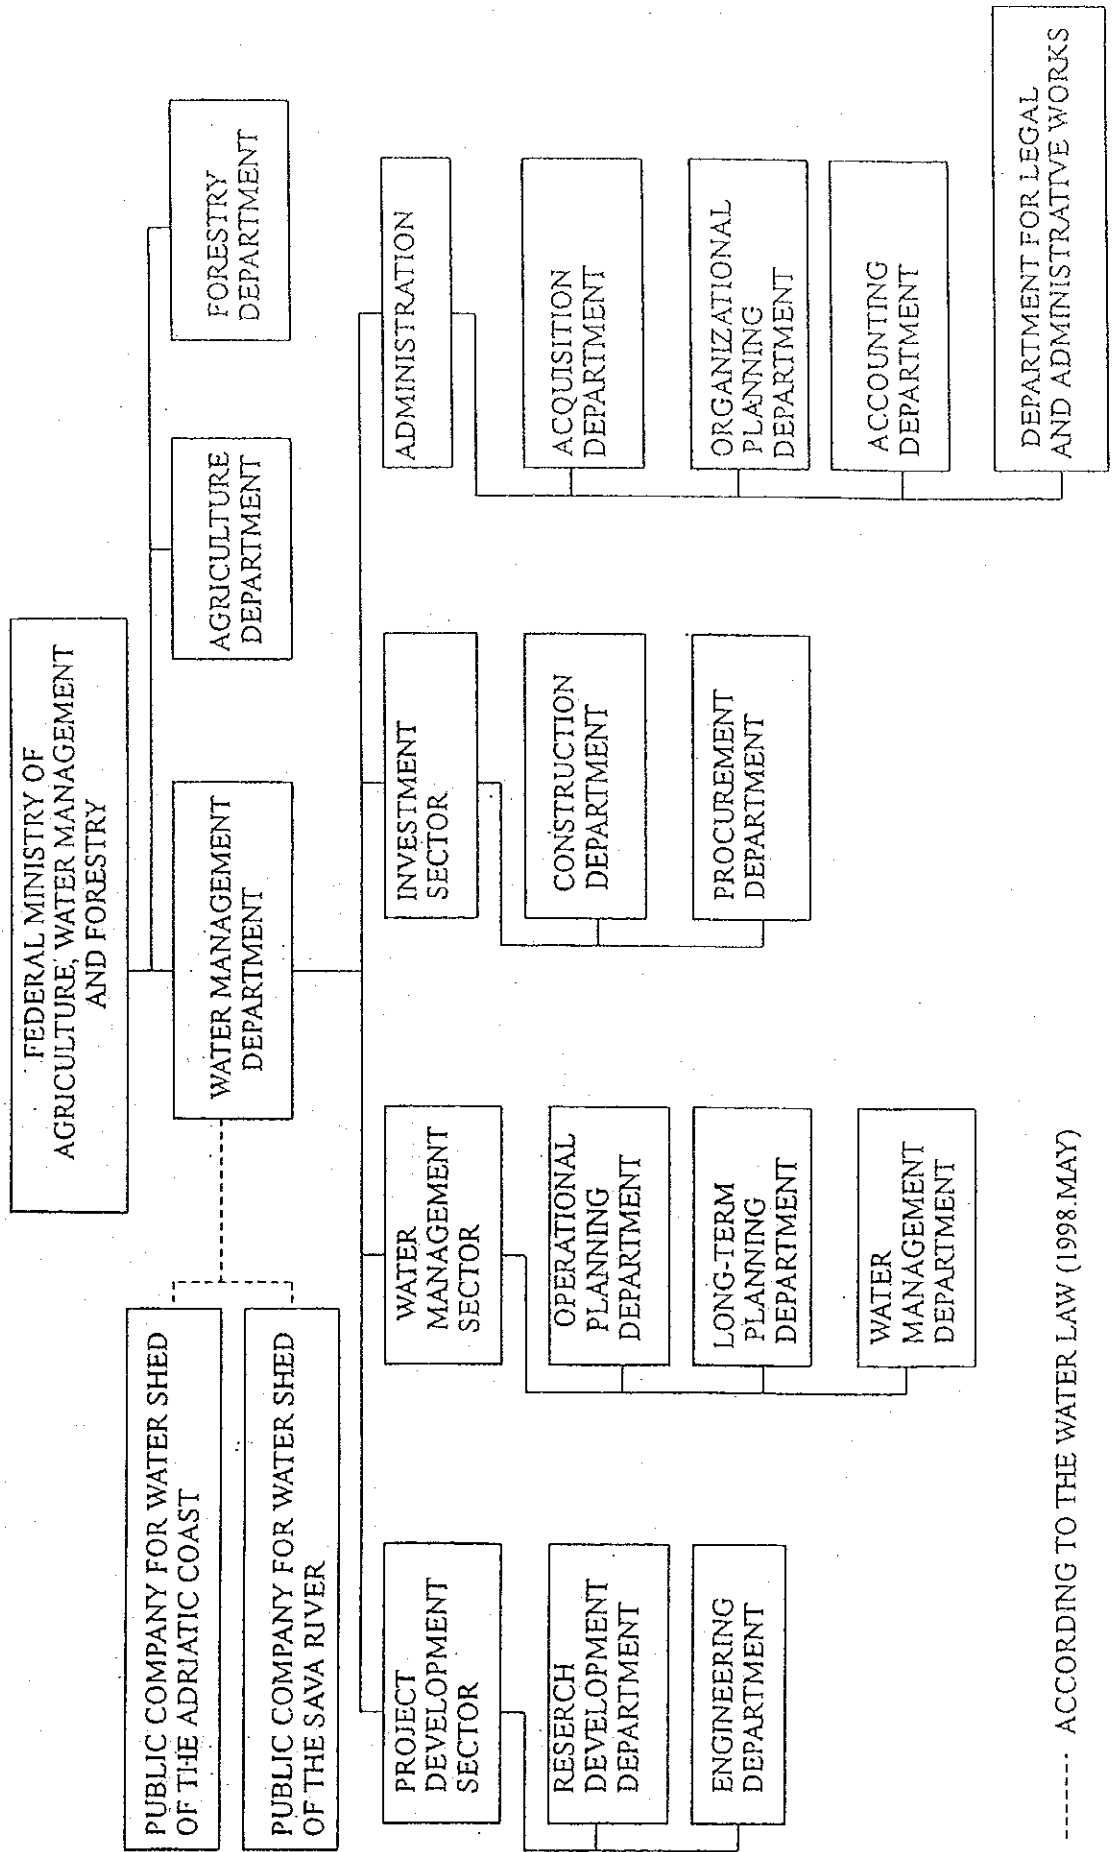 FEDERAL MINISTRY OF
AGRICULTURE, WATER MANAGEMENT
AND FORESTRY
PUBLIC COMPANY FOR WATER SHED
OF THE ADRIATIC COAST
PUBLIC COMPANY FOR WATER SHED
OF THE SAVA RIVER
WATER MANAGEMENT
DEPARTMENT
AGRICULTURE
DEPARTMENT
FORESTRY
DEPARTMENT
PROJECT
DEVELOPMENT
SECTOR
RESERCH
DEVELOPMENT
DEPARTMENT
ENGINEERING
DEPARTMENT
WATER
MANAGEMENT
SECTOR
OPERATIONAL
PLANNING
DEPARTMENT
LONG-TERM
PLANNING
DEPARTMENT
WATER
MANAGEMENT
DEPARTMENT
INVESTMENT
SECTOR
CONSTRUCTION
DEPARTMENT
PROCUREMENT
DEPARTMENT
ADMINISTRATION
ACQUISITION
DEPARTMENT
ORGANIZATIONAL
PLANNING
DEPARTMENT
ACCOUNTING
DEPARTMENT
DEPARTMENT FOR LEGAL
AND ADMINISTRATIVE WORKS
------- ACCORDING TO THE WATER LAW (1998.MAY)